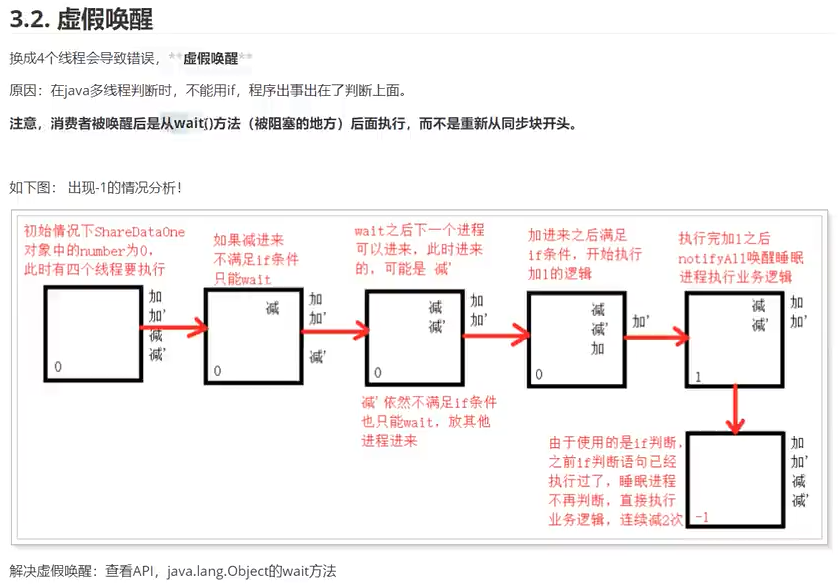 3.2. 虚假唤醒
换成4个线程会导致错误，**虚假唤醒**
原因：在java多线程判断时，不能用if，程序出事出在了判断上面。
注意，消费者被唤醒后是从wait()方法（被阻塞的地方）后面执行，而不是重新从同步块开头。
如下图： 出现-1的情况分析！
初始情况下ShareDataOne
对象中的number为0,
此时有四个线程要执行
加
加'
减
减'
0
如果减进来
不满足if条件
只能wait
减
加
加'
减'
0
wait之后下一个进程
可以进来，此时进来
的，可能是 减'
减
减'
加
加'
0
减'依然不满足if条件
也只能wait，放其他
进程进来
加进来之后满足
if条件，开始执行
加1的逻辑
减
减'
加
加'
0
执行完加1之后
notifyAll唤醒睡眠
进程执行业务逻辑
减
减'
加
加'
1
由于使用的是if判断，
之前if判断语句已经
执行过了，睡眠进程
不再判断，直接执行
业务逻辑，连续减2次
加
加'
减
减'
-1
解决虚假唤醒：查看API，java.lang.Object的wait方法